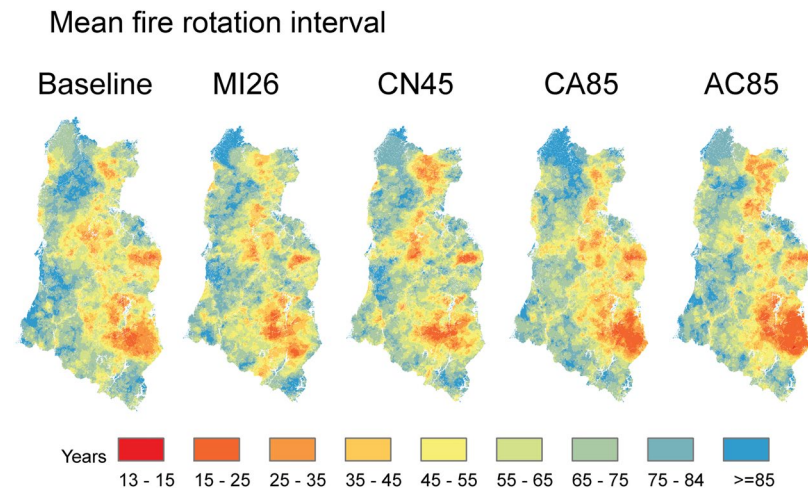 Mean fire rotation interval
Baseline MI26 CN45 CA85 AC85
Years
13 - 15 15 - 25 25 - 35 35 - 45 45 - 55 55 - 65 65 - 75 75 - 84 >=85